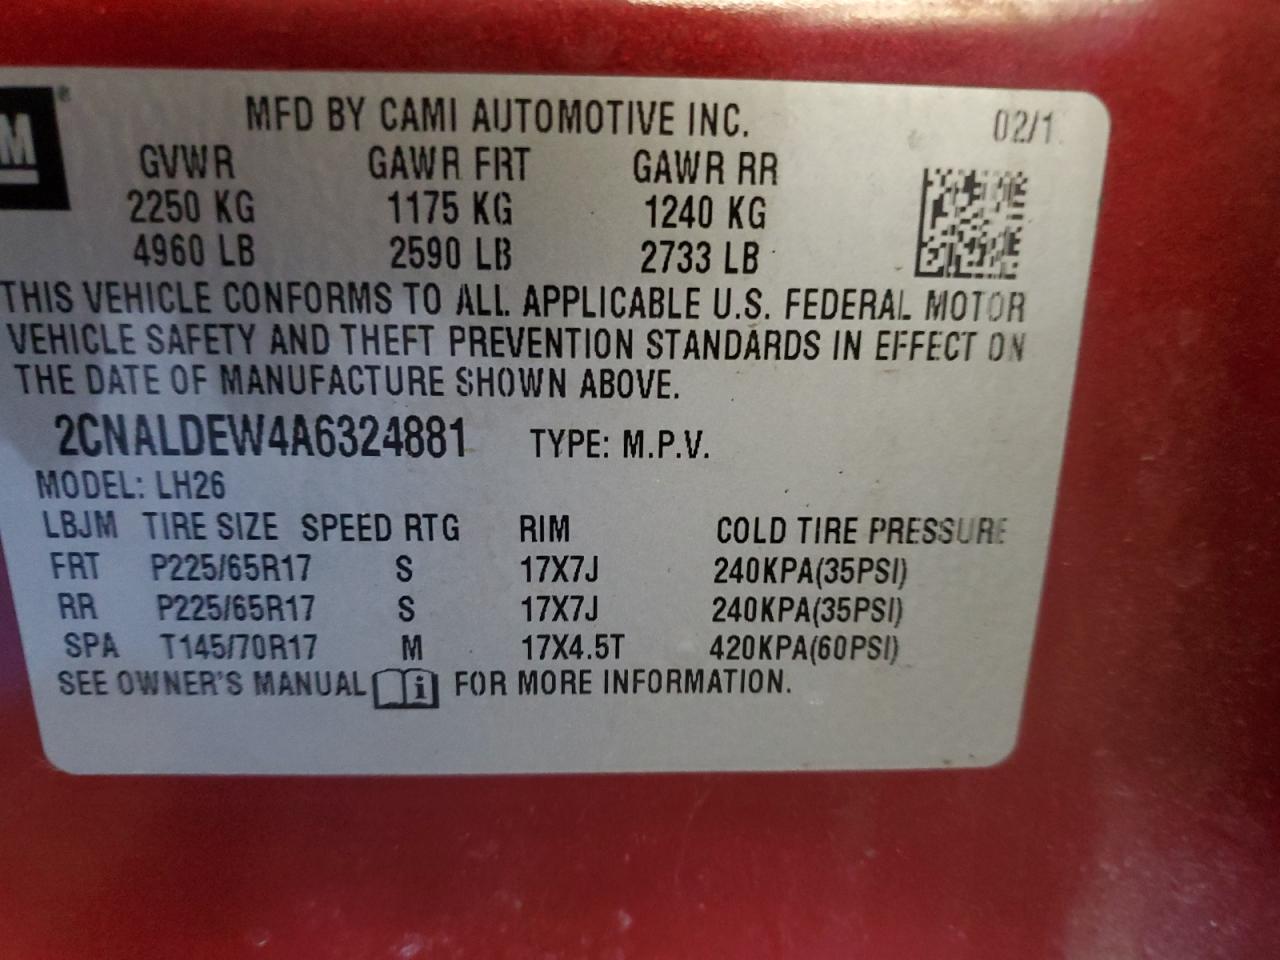 M ®
MFD BY CAMI AUTOMOTIVE INC. 02/1
GVWR GAWR FRT GAWR RR
2250 KG 1175 KG 1240 KG
4960 LB 2590 LB 2733 LB
THIS VEHICLE CONFORMS TO ALL APPLICABLE U.S. FEDERAL MOTOR
VEHICLE SAFETY AND THEFT PREVENTION STANDARDS IN EFFECT ON
THE DATE OF MANUFACTURE SHOWN ABOVE.
2CNALDEW4A6324881 TYPE: M.P.V.
MODEL: LH26
LBJM TIRE SIZE SPEED RTG RIM COLD TIRE PRESSURE
FRT P225/65R17 S 17X7J 240KPA(35PSI)
RR P225/65R17 S 17X7J 240KPA(35PSI)
SPA T145/70R17 M 17X4.5T 420KPA(60PSI)
SEE OWNER'S MANUAL i FOR MORE INFORMATION.